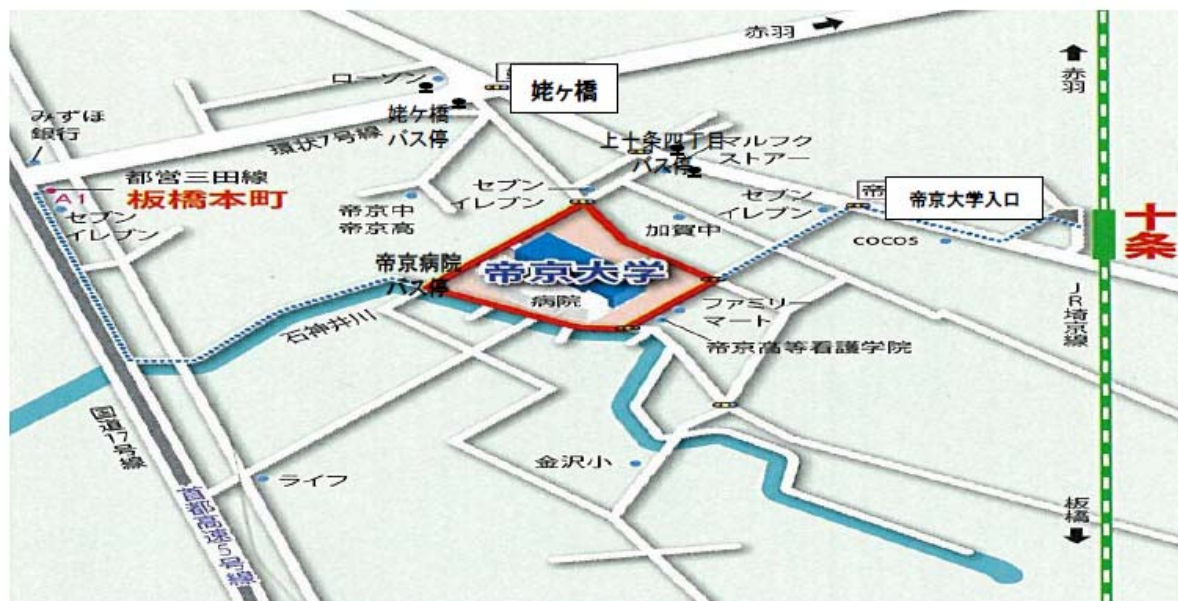 赤羽
赤羽
ローソン
姥ヶ橋
みずほ
銀行
姥ケ橋
バス停
環状7号線
上十条四丁目
バス停
マルフク
ストアー
都営三田線
A1
板橋本町
セブン
イレブン
セブン
イレブン
セブン
イレブン
帝京中
帝京高
加賀中
帝
帝京大学入口
十条
cocos
帝京病院
バス停
帝京大学
病院
ファミリー
マート
JR埼京線
石神井川
帝京高等看護学院
国道17号線
金沢小
ライフ
首都高速5号線
板橋